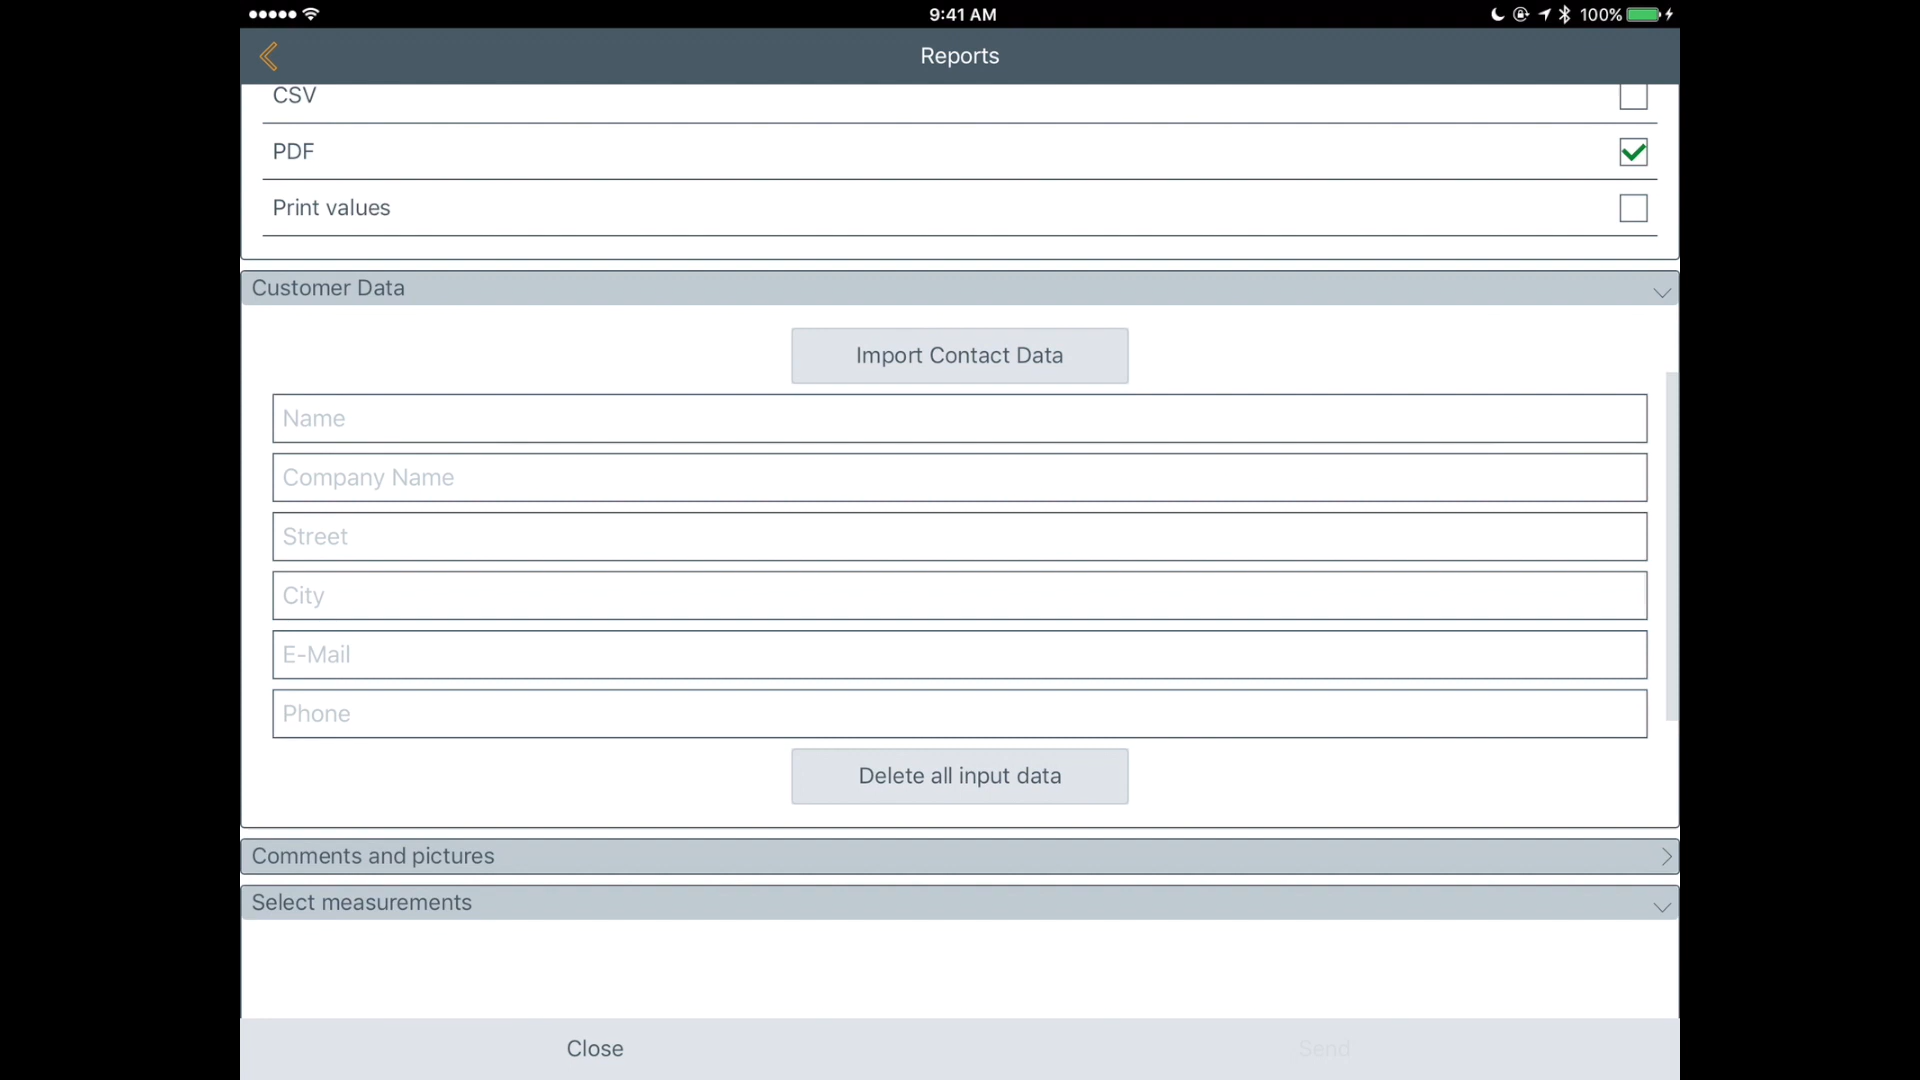 9:41 AM
100%
Reports
CSV
PDF
Print values
Customer Data
Import Contact Data
Name
Company Name
Street
City
E-Mail
Phone
Delete all input data
Comments and pictures
Select measurements
Close
Send